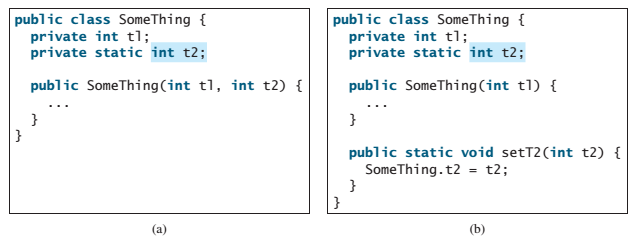 public class SomeThing {
  private int t1;
  private static int t2;

  public SomeThing(int t1, int t2) {
    ...
  }
}
(a)
public class SomeThing {
  private int t1;
  private static int t2;

  public SomeThing(int t1) {
    ...
  }

  public static void setT2(int t2) {
    SomeThing.t2 = t2;
  }
}
(b)